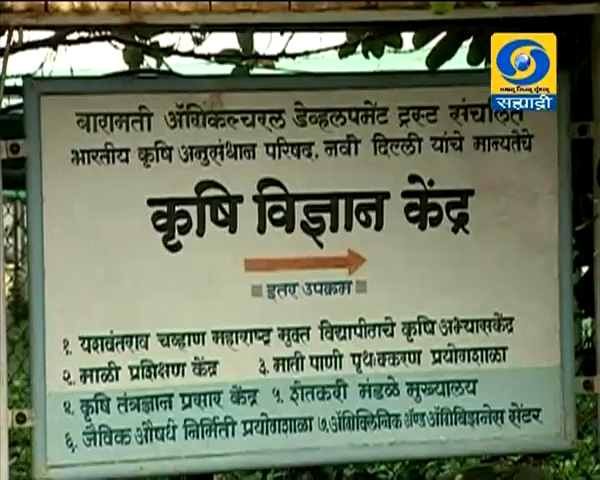 सह्याद्री
बारामती ॲग्रिकल्चरल डेव्हलपमेंट ट्रस्ट संचलित
भारतीय कृषि अनुसंधान परिषद, नवी दिल्ली यांचे मान्यतेचे
कृषि विज्ञान केंद्र
इतर उपक्रम
१. यशवंतराव चव्हाण महाराष्ट्र मुक्त विद्यापीठाचे कृषि अभ्यासकेंद्र
२. माळी प्रशिक्षण केंद्र ३. माती पाणी पृथःक्करण प्रयोगशाळा
४. कृषि तंत्रज्ञान प्रसार केंद्र ५. शेतकरी मंडळे मुख्यालय
६. जैविक औषधे निर्मिती प्रयोगशाळा ७. ॲग्रिक्लिनिक ॲण्ड ॲग्रिबिझनेस सेंटर